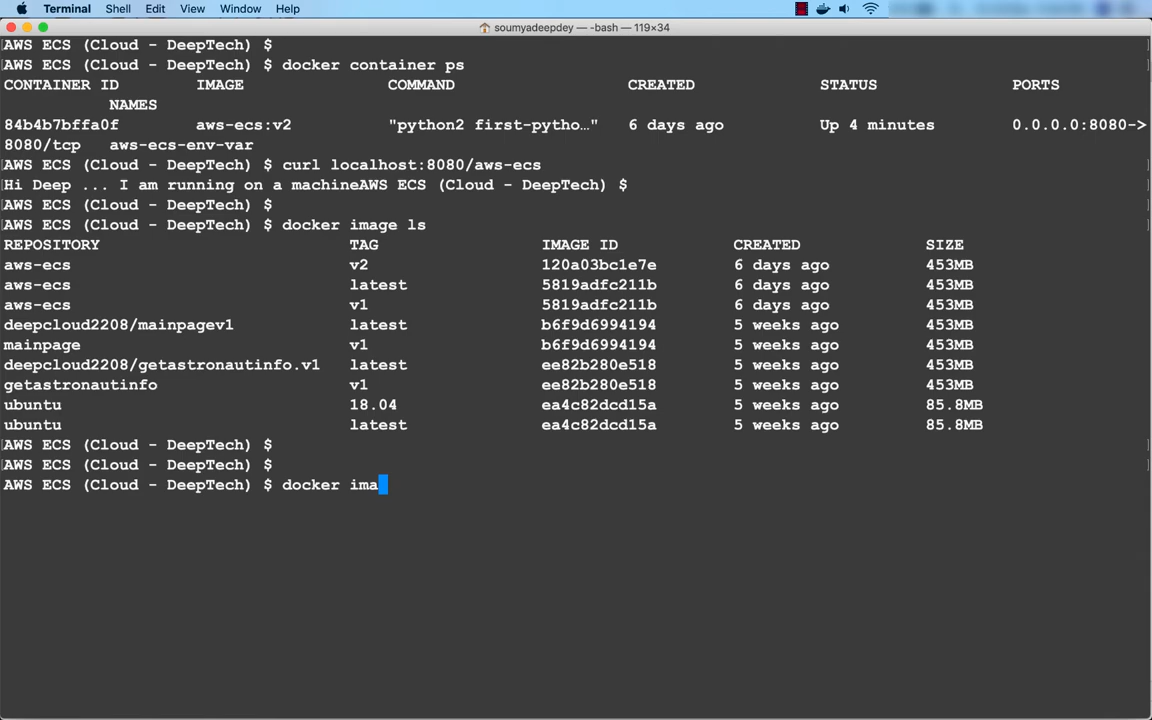 Terminal Shell Edit View Window Help
soumyadeepdey — -bash — 119×34
AWS ECS (Cloud - DeepTech) $
AWS ECS (Cloud - DeepTech) $ docker container ps
CONTAINER ID IMAGE COMMAND CREATED STATUS PORTS
NAMES
84b4b7bffa0f aws-ecs:v2 "python2 first-pytho…" 6 days ago Up 4 minutes 0.0.0.0:8080->
8080/tcp aws-ecs-env-var
AWS ECS (Cloud - DeepTech) $ curl localhost:8080/aws-ecs
Hi Deep ... I am running on a machineAWS ECS (Cloud - DeepTech) $
AWS ECS (Cloud - DeepTech) $
AWS ECS (Cloud - DeepTech) $ docker image ls
REPOSITORY TAG IMAGE ID CREATED SIZE
aws-ecs v2 120a03bc1e7e 6 days ago 453MB
aws-ecs latest 5819adfc211b 6 days ago 453MB
aws-ecs v1 5819adfc211b 6 days ago 453MB
deepcloud2208/mainpagev1 latest b6f9d6994194 5 weeks ago 453MB
mainpage v1 b6f9d6994194 5 weeks ago 453MB
deepcloud2208/getastronautinfo.v1 latest ee82b280e518 5 weeks ago 453MB
getastronautinfo v1 ee82b280e518 5 weeks ago 453MB
ubuntu 18.04 ea4c82dcd15a 5 weeks ago 85.8MB
ubuntu latest ea4c82dcd15a 5 weeks ago 85.8MB
AWS ECS (Cloud - DeepTech) $
AWS ECS (Cloud - DeepTech) $
AWS ECS (Cloud - DeepTech) $ docker ima